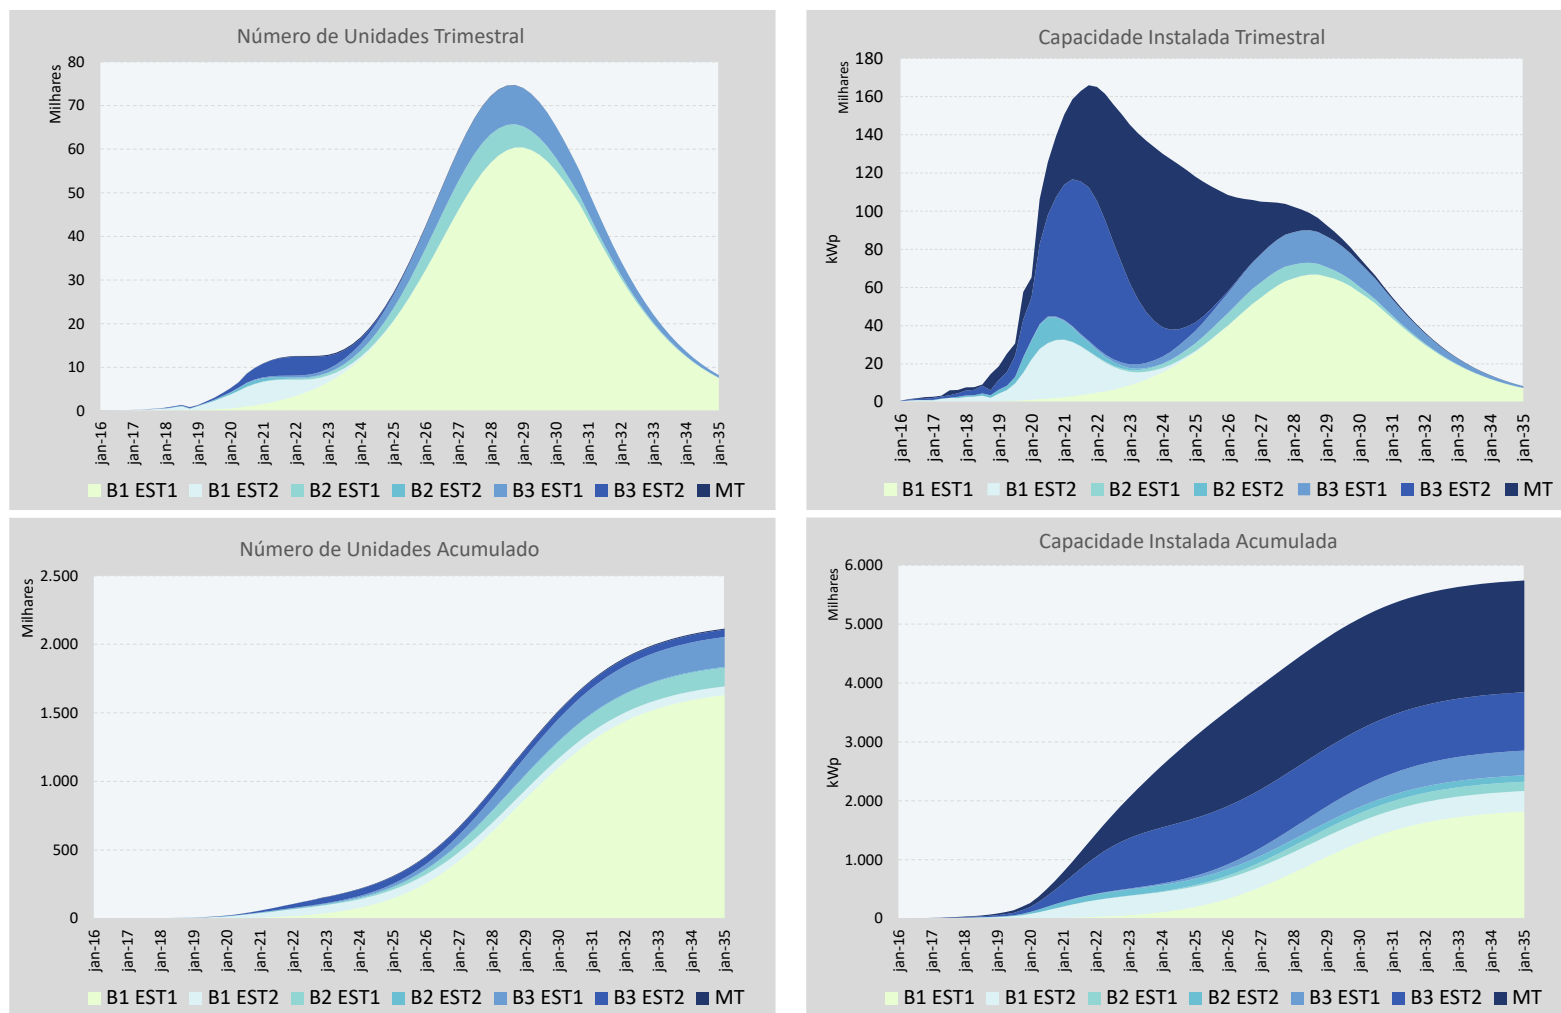 Número de Unidades Trimestral
Milhares
80
70
60
50
40
30
20
10
0
jan-16
jan-17
jan-18
jan-19
jan-20
jan-21
jan-22
jan-23
jan-24
jan-25
jan-26
jan-27
jan-28
jan-29
jan-30
jan-31
jan-32
jan-33
jan-34
jan-35
B1 EST1 B1 EST2 B2 EST1 B2 EST2 B3 EST1 B3 EST2 MT
Capacidade Instalada Trimestral
Milhares
kWp
180
160
140
120
100
80
60
40
20
0
jan-16
jan-17
jan-18
jan-19
jan-20
jan-21
jan-22
jan-23
jan-24
jan-25
jan-26
jan-27
jan-28
jan-29
jan-30
jan-31
jan-32
jan-33
jan-34
jan-35
B1 EST1 B1 EST2 B2 EST1 B2 EST2 B3 EST1 B3 EST2 MT
Número de Unidades Acumulado
Milhares
2.500
2.000
1.500
1.000
500
0
jan-16
jan-17
jan-18
jan-19
jan-20
jan-21
jan-22
jan-23
jan-24
jan-25
jan-26
jan-27
jan-28
jan-29
jan-30
jan-31
jan-32
jan-33
jan-34
jan-35
B1 EST1 B1 EST2 B2 EST1 B2 EST2 B3 EST1 B3 EST2 MT
Capacidade Instalada Acumulada
Milhares
kWp
6.000
5.000
4.000
3.000
2.000
1.000
0
jan-16
jan-17
jan-18
jan-19
jan-20
jan-21
jan-22
jan-23
jan-24
jan-25
jan-26
jan-27
jan-28
jan-29
jan-30
jan-31
jan-32
jan-33
jan-34
jan-35
B1 EST1 B1 EST2 B2 EST1 B2 EST2 B3 EST1 B3 EST2 MT